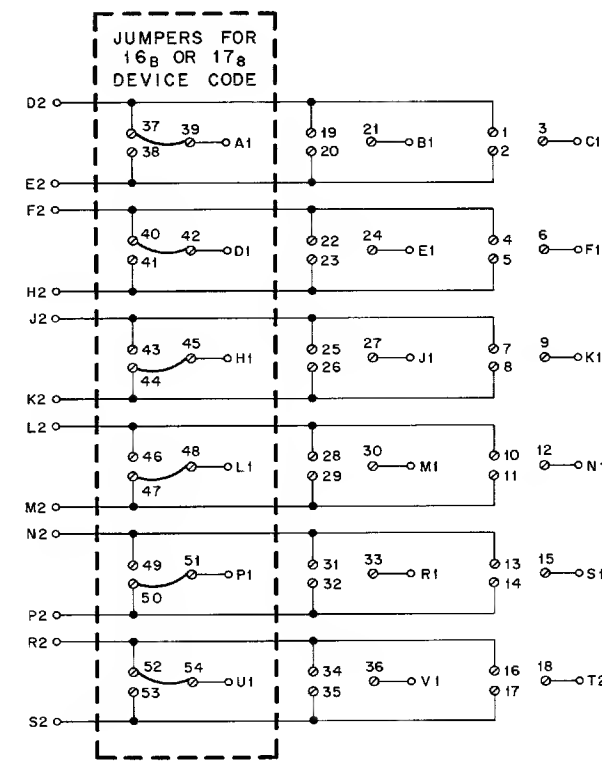 JUMPERS FOR
16B OR 178
DEVICE CODE
D2
37 39 A1 19 21 B1 1 3 C1
38 20 2
E2
F2
40 42 D1 22 24 E1 4 6 F1
41 23 5
H2
J2
43 45 H1 25 27 J1 7 9 K1
44 26 8
K2
L2
46 48 L1 28 30 M1 10 12 N1
47 29 11
M2
N2
49 51 P1 31 33 R1 13 15 S1
50 32 14
P2
R2
52 54 U1 34 36 V1 16 18 T2
53 35 17
S2